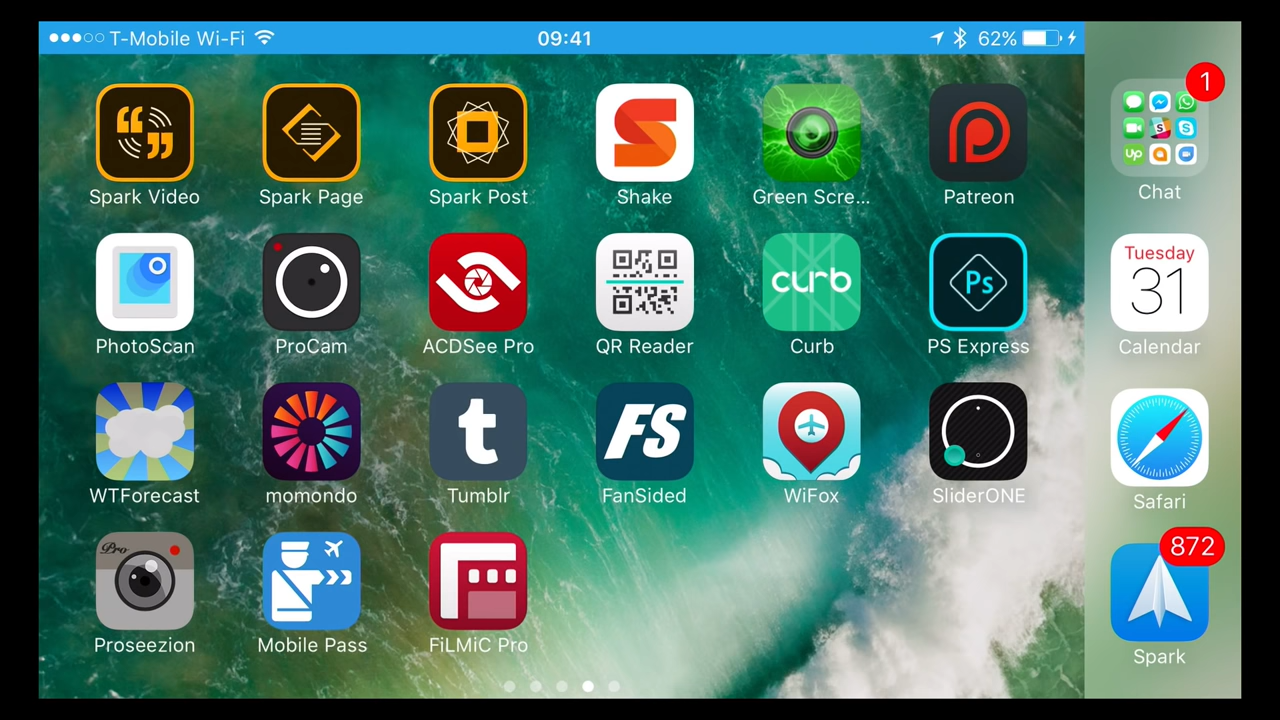 T-Mobile Wi-Fi 09:41 62%
Spark Video Spark Page Spark Post Shake Green Scre... Patreon
PhotoScan ProCam ACDSee Pro QR Reader curb Curb Ps PS Express
WTForecast momondo t Tumblr FS FanSided WiFox SliderONE
Pro Proseezion Mobile Pass FiLMiC Pro
1
S
S
Up
Chat
Tuesday
31
Calendar
Safari
872
Spark